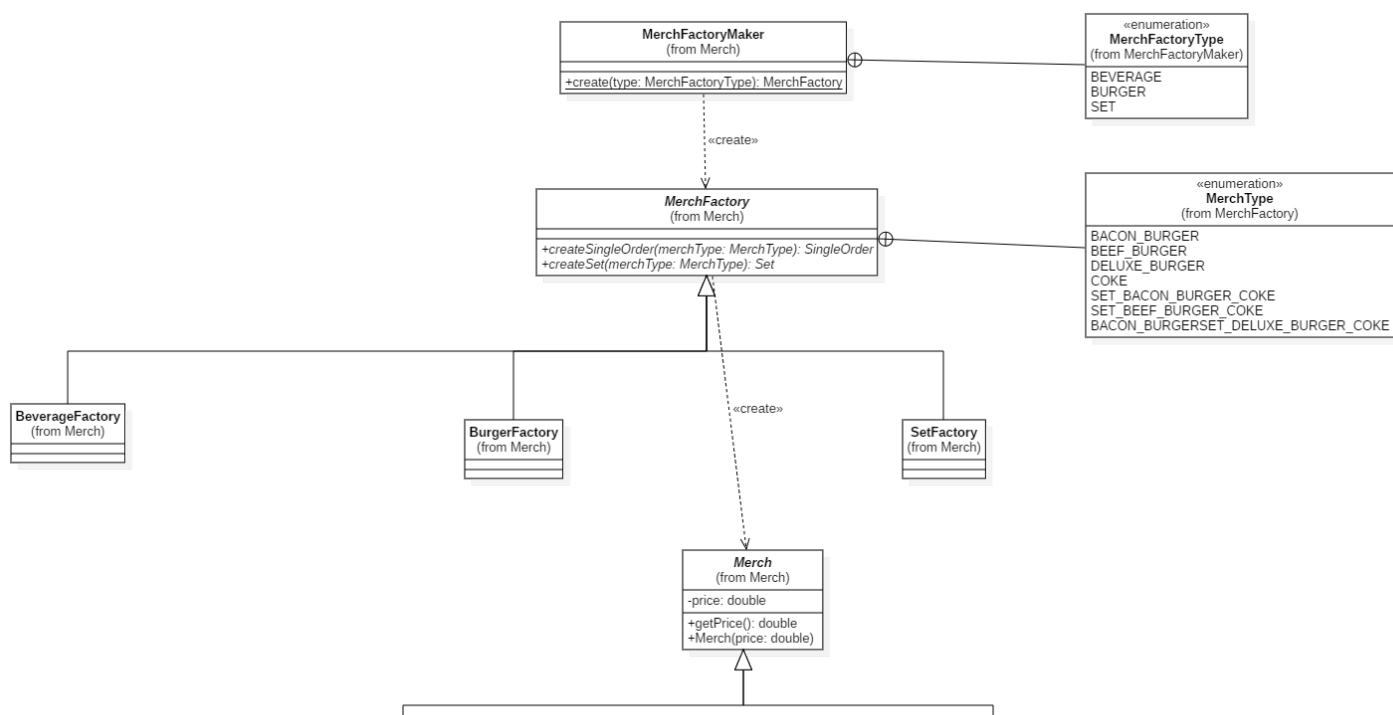 MerchFactoryMaker
(from Merch)
+create(type: MerchFactoryType): MerchFactory
«enumeration»
MerchFactoryType
(from MerchFactoryMaker)
BEVERAGE
BURGER
SET
«create»
MerchFactory
(from Merch)
+createSingleOrder(merchType: MerchType): SingleOrder
+createSet(merchType: MerchType): Set
«enumeration»
MerchType
(from MerchFactory)
BACON_BURGER
BEEF_BURGER
DELUXE_BURGER
COKE
SET_BACON_BURGER_COKE
SET_BEEF_BURGER_COKE
BACON_BURGERSET_DELUXE_BURGER_COKE
BeverageFactory
(from Merch)
BurgerFactory
(from Merch)
SetFactory
(from Merch)
«create»
Merch
(from Merch)
-price: double
+getPrice(): double
+Merch(price: double)